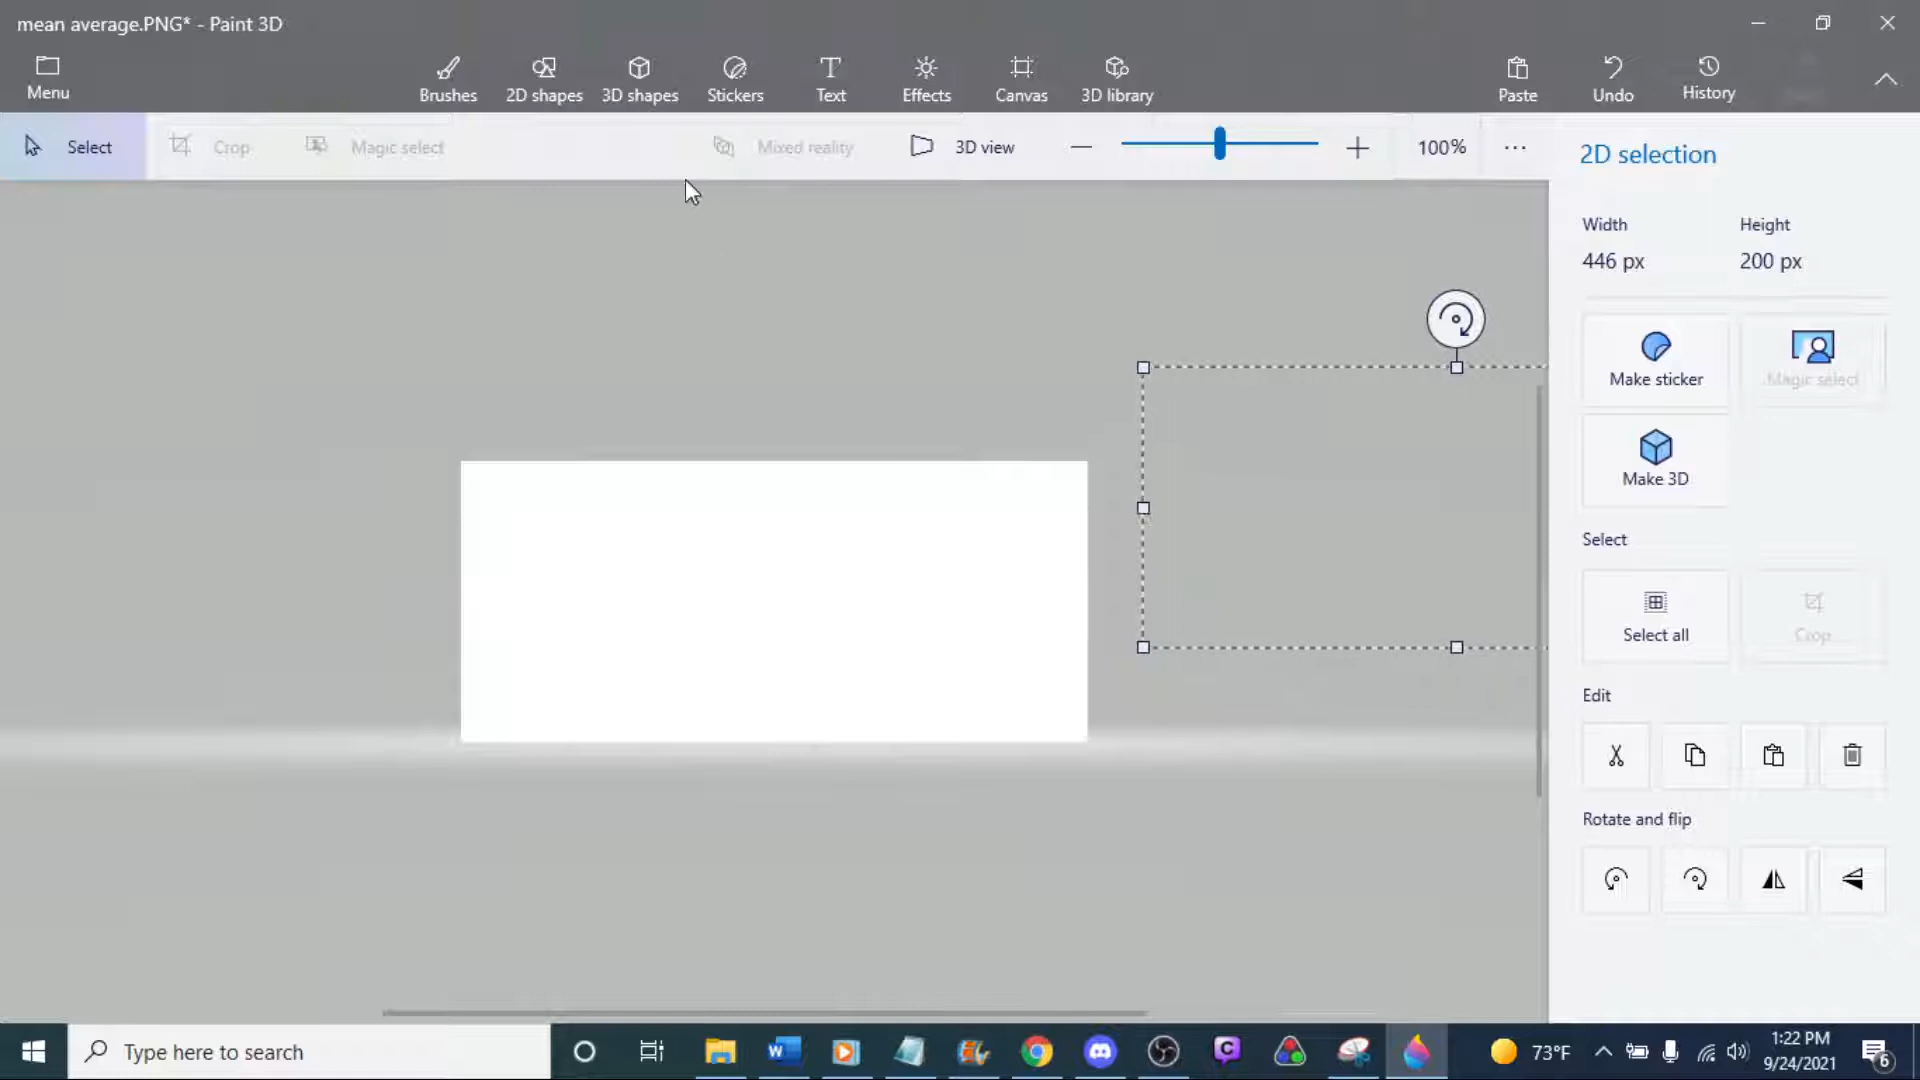 mean average.PNG* - Paint 3D
Menu
Brushes
2D shapes
3D shapes
Stickers
Text
Effects
Canvas
3D library
Paste
Undo
History
Select
Crop
Magic select
Mixed reality
3D view
100%
2D selection
Width
Height
446 px
200 px
Make sticker
Magic select
Make 3D
Select
Select all
Crop
Edit
Rotate and flip
Type here to search
73°F
1:22 PM
9/24/2021
6